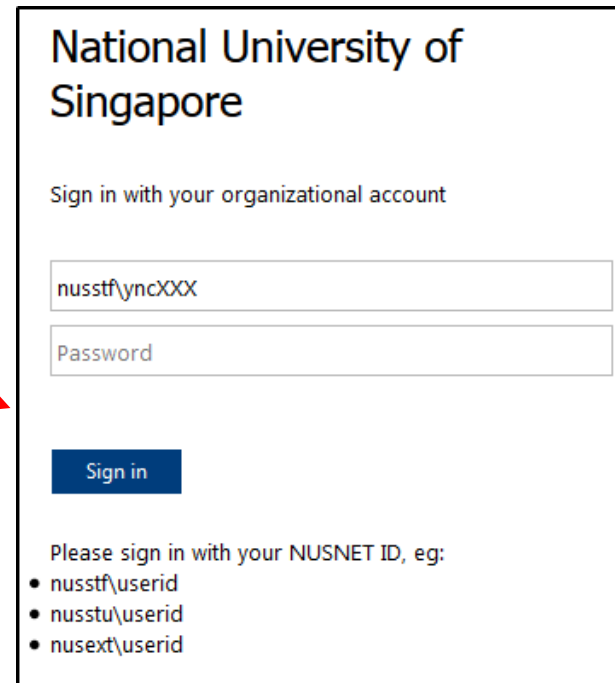 National University of
Singapore
Sign in with your organizational account
nusstf\yncXXX
Password
Sign in
Please sign in with your NUSNET ID, eg:
• nusstf\userid
• nusstu\userid
• nusext\userid